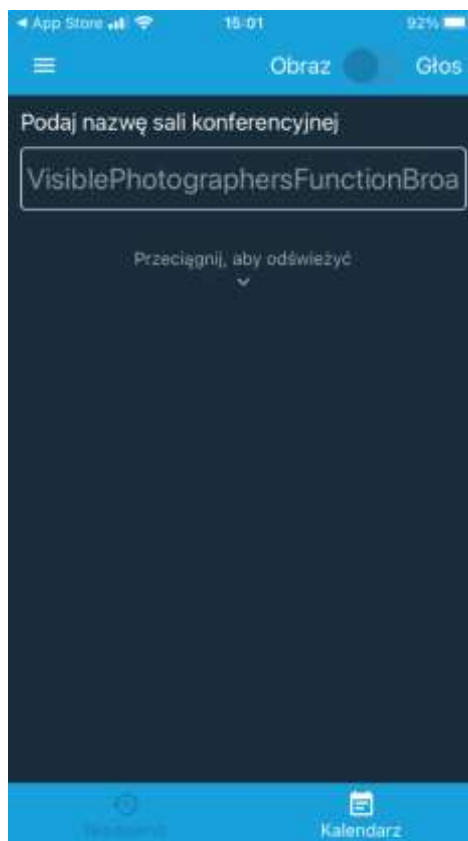 ◀ App Store 15:01 92%
Obraz Głos
Podaj nazwę sali konferencyjnej
VisiblePhotographersFunctionBroa
Przeciągnij, aby odświeżyć
Kalendarz